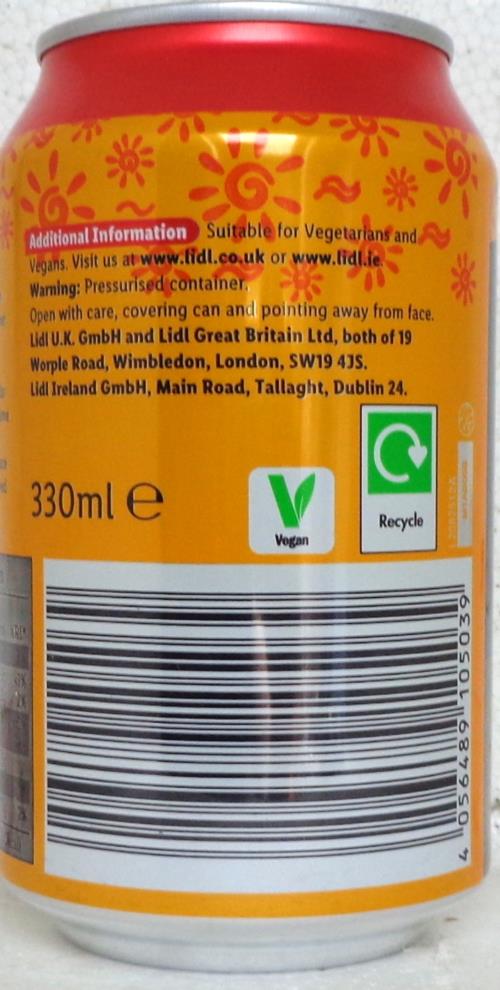 Additional Information Suitable for Vegetarians and
Vegans. Visit us at www.lidl.co.uk or www.lidl.ie.
Warning: Pressurised container.
Open with care, covering can and pointing away from face.
Lidl U.K. GmbH and Lidl Great Britain Ltd, both of 19
Worple Road, Wimbledon, London, SW19 4JS.
Lidl Ireland GmbH, Main Road, Tallaght, Dublin 24.
330ml e
Vegan
Recycle
4 056489 105039